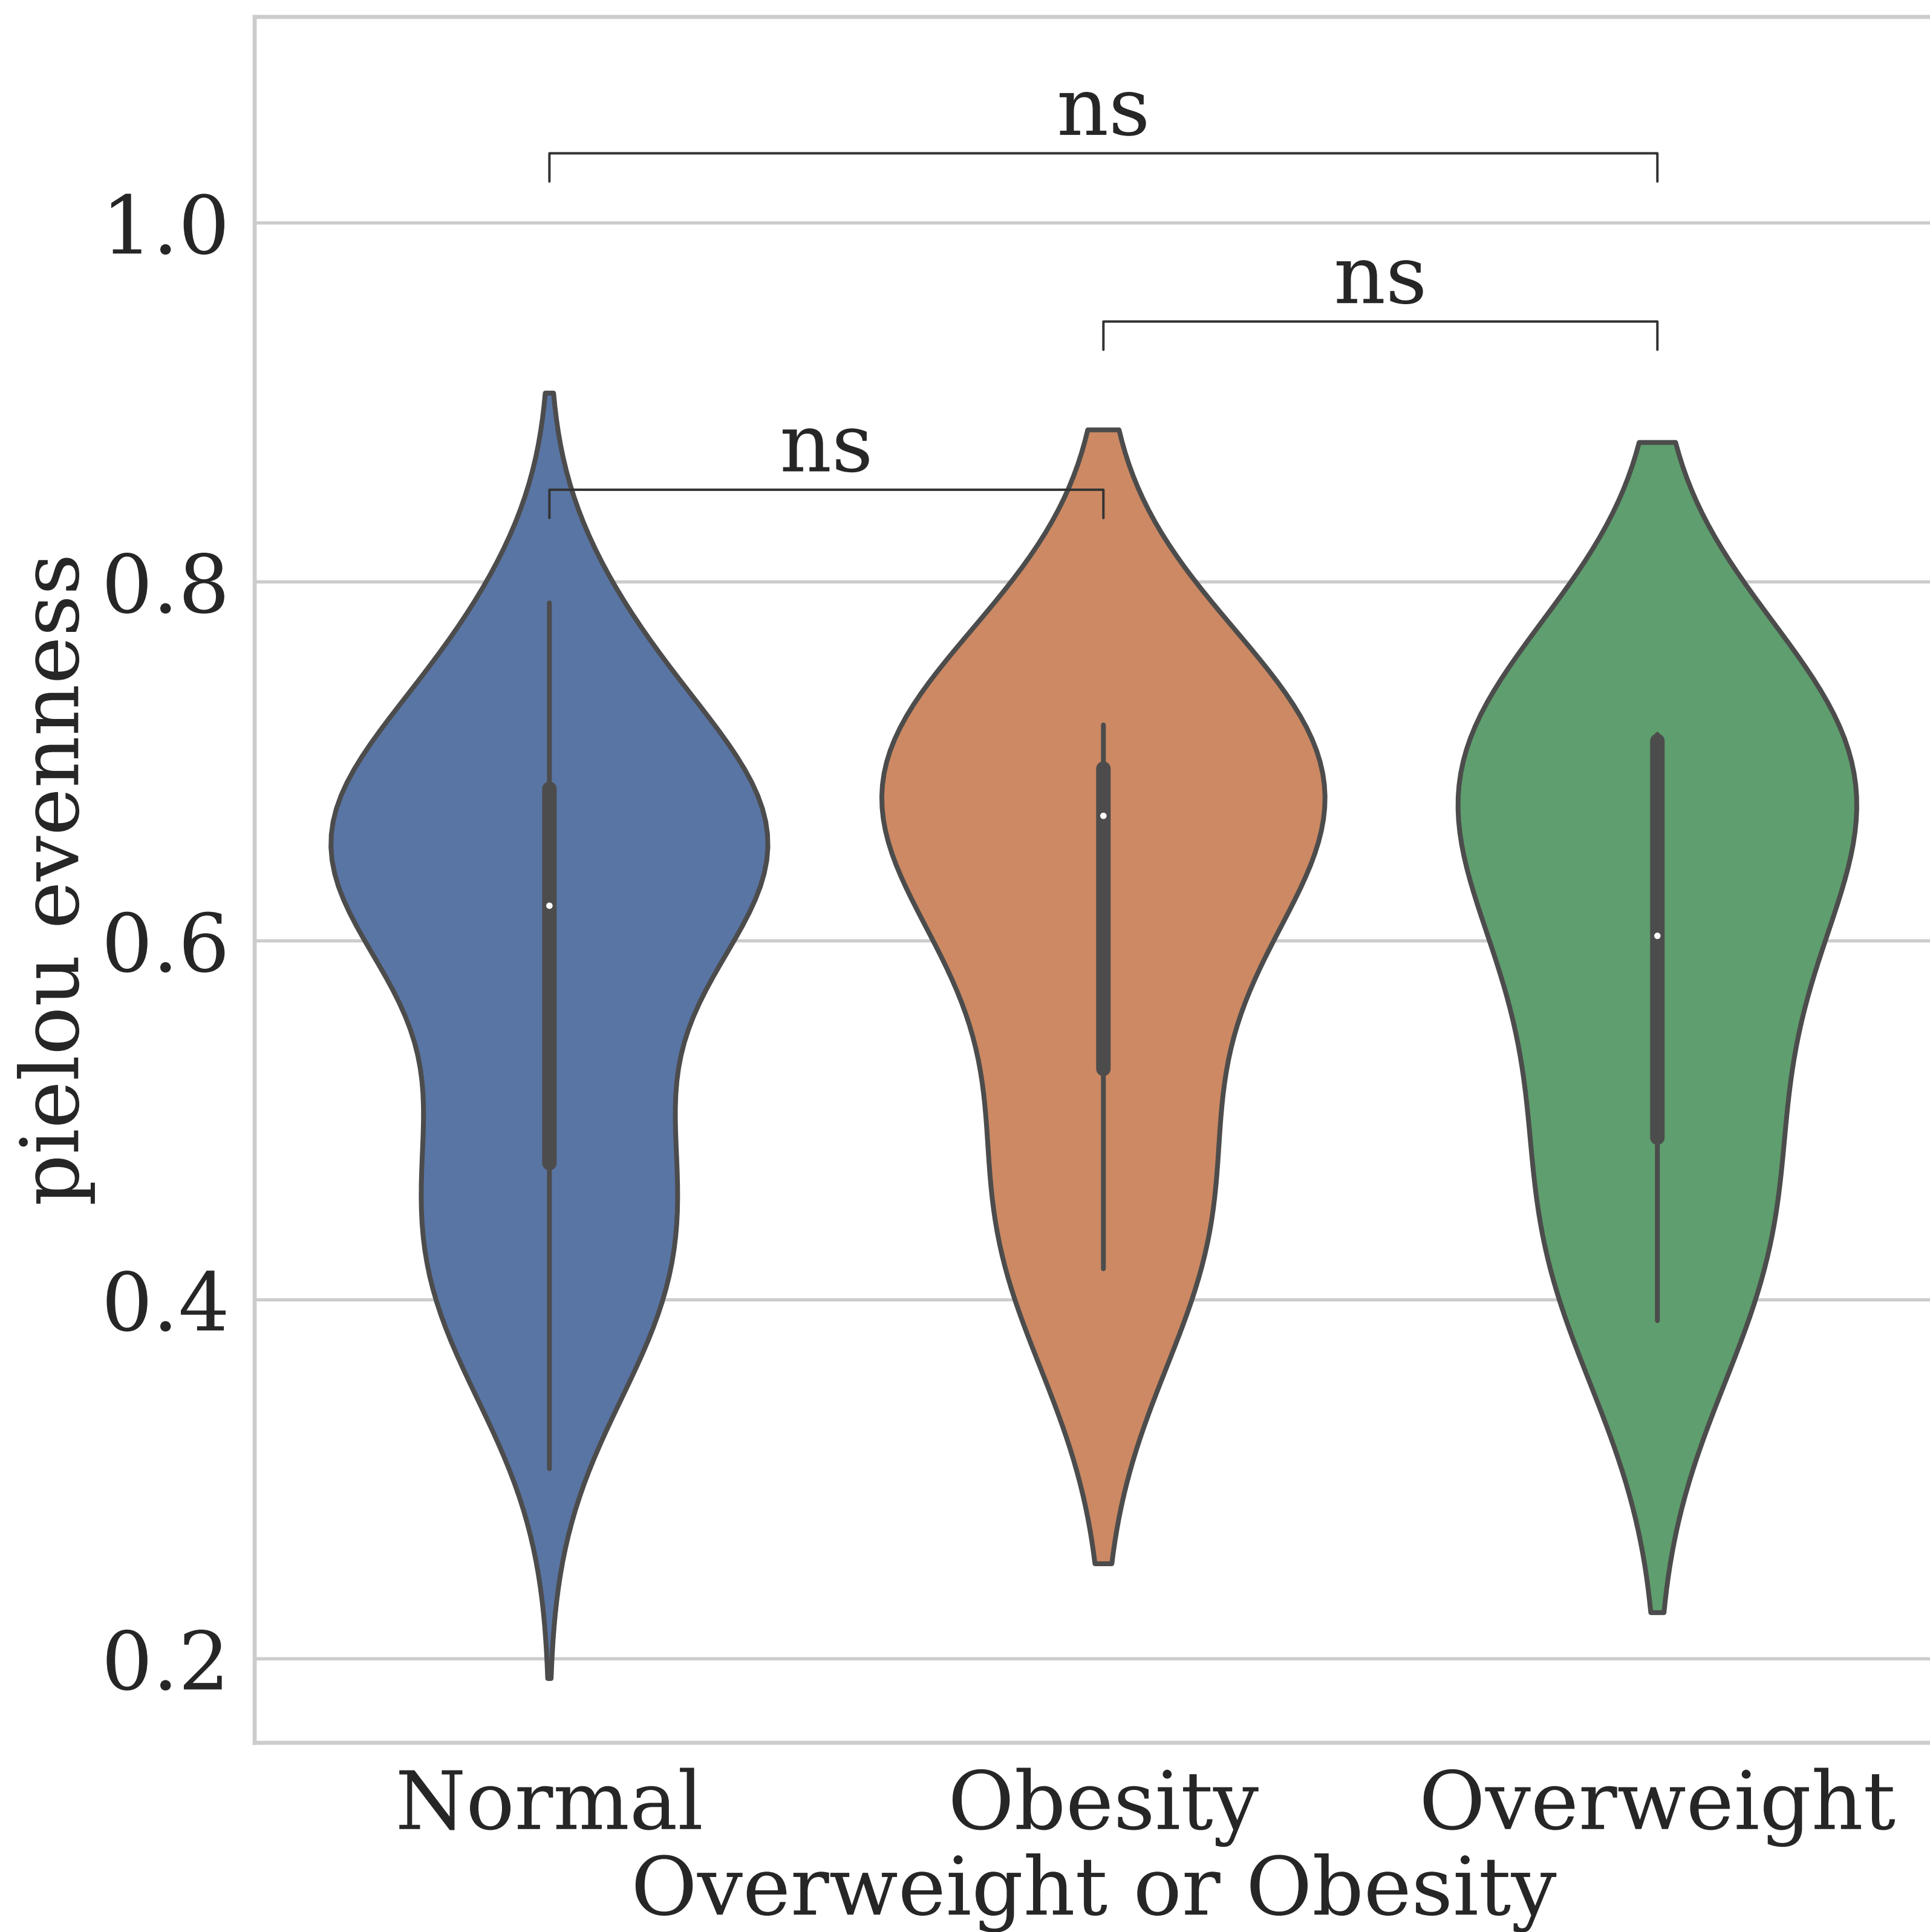 ns
1.0
ns
ns
0.8
pielou evenness
0.6
0.4
0.2
Normal Obesity Overweight
Overweight or Obesity